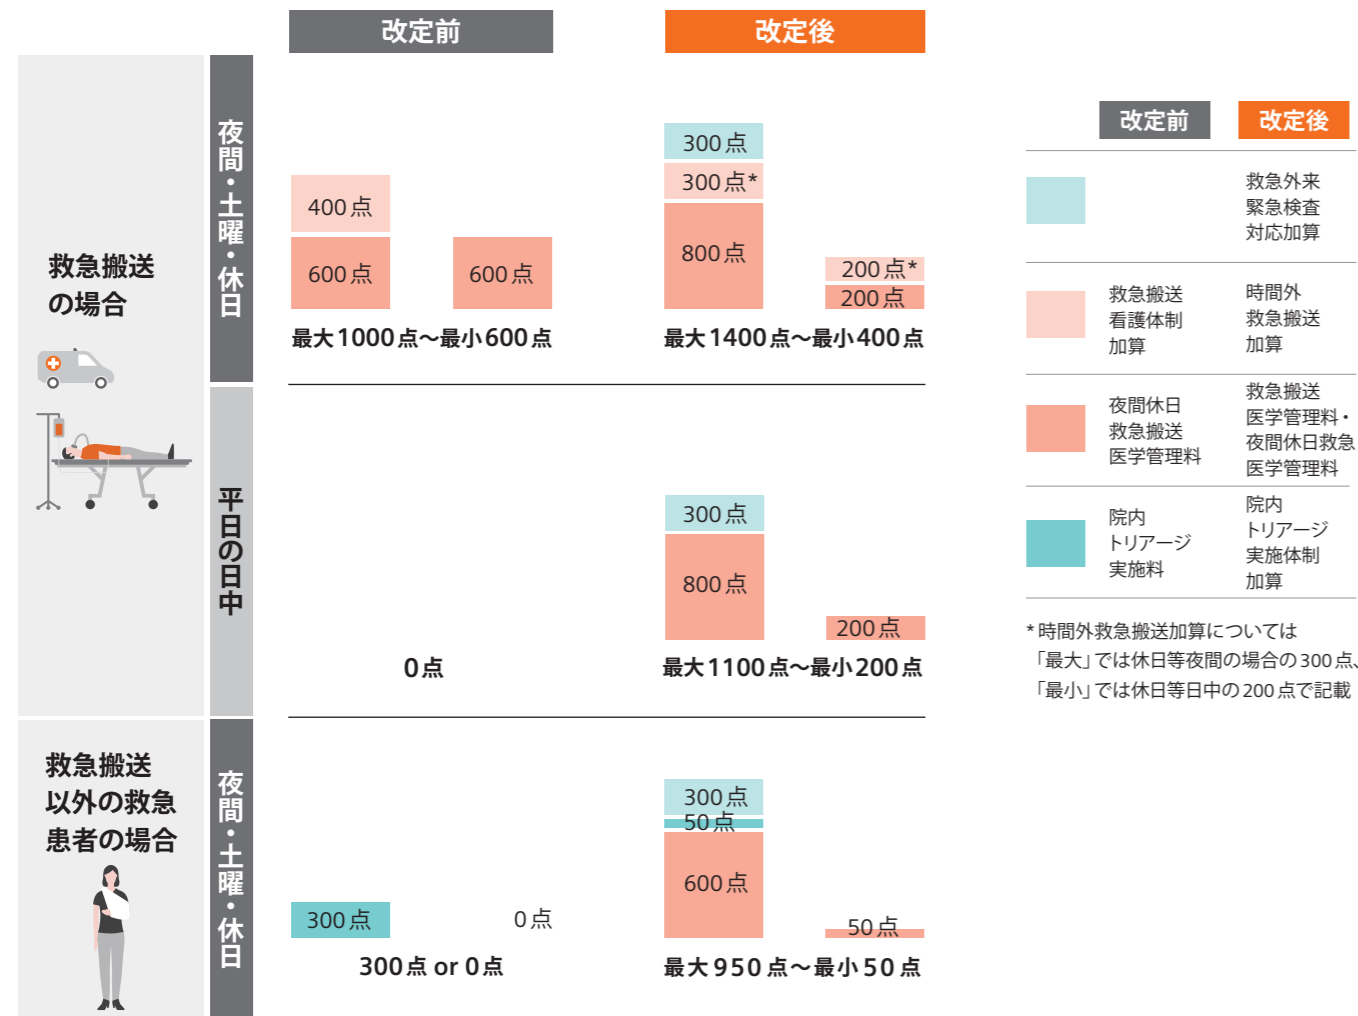 改定前
改定後
救急搬送
の場合
夜間・土曜・休日
400点
600点
600点
最大1000点〜最小600点
300点
300点*
800点
200点*
200点
最大1400点〜最小400点
平日の日中
0点
300点
800点
200点
最大1100点〜最小200点
救急搬送
以外の救急
患者の場合
夜間・土曜・休日
300点
0点
300点 or 0点
300点
50点
600点
50点
最大950点〜最小50点
改定前
改定後
救急外来
緊急検査
対応加算
救急搬送
看護体制
加算
時間外
救急搬送
加算
夜間休日
救急搬送
医学管理料
救急搬送
医学管理料・
夜間休日救急
医学管理料
院内
トリアージ
実施料
院内
トリアージ
実施体制
加算
*時間外救急搬送加算については
「最大」では休日等夜間の場合の300点、
「最小」では休日等日中の200点で記載